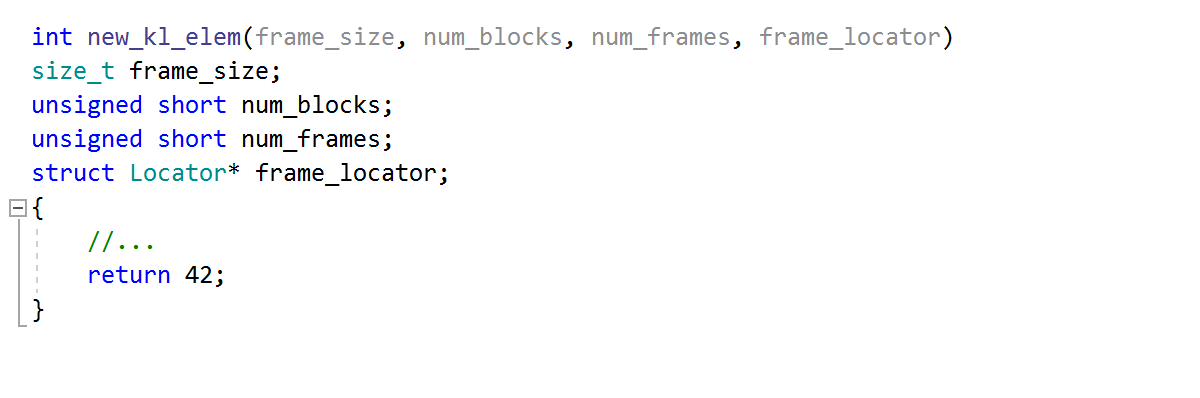 int new_kl_elem(frame_size, num_blocks, num_frames, frame_locator)
size_t frame_size;
unsigned short num_blocks;
unsigned short num_frames;
struct Locator* frame_locator;
{
    //...
    return 42;
}